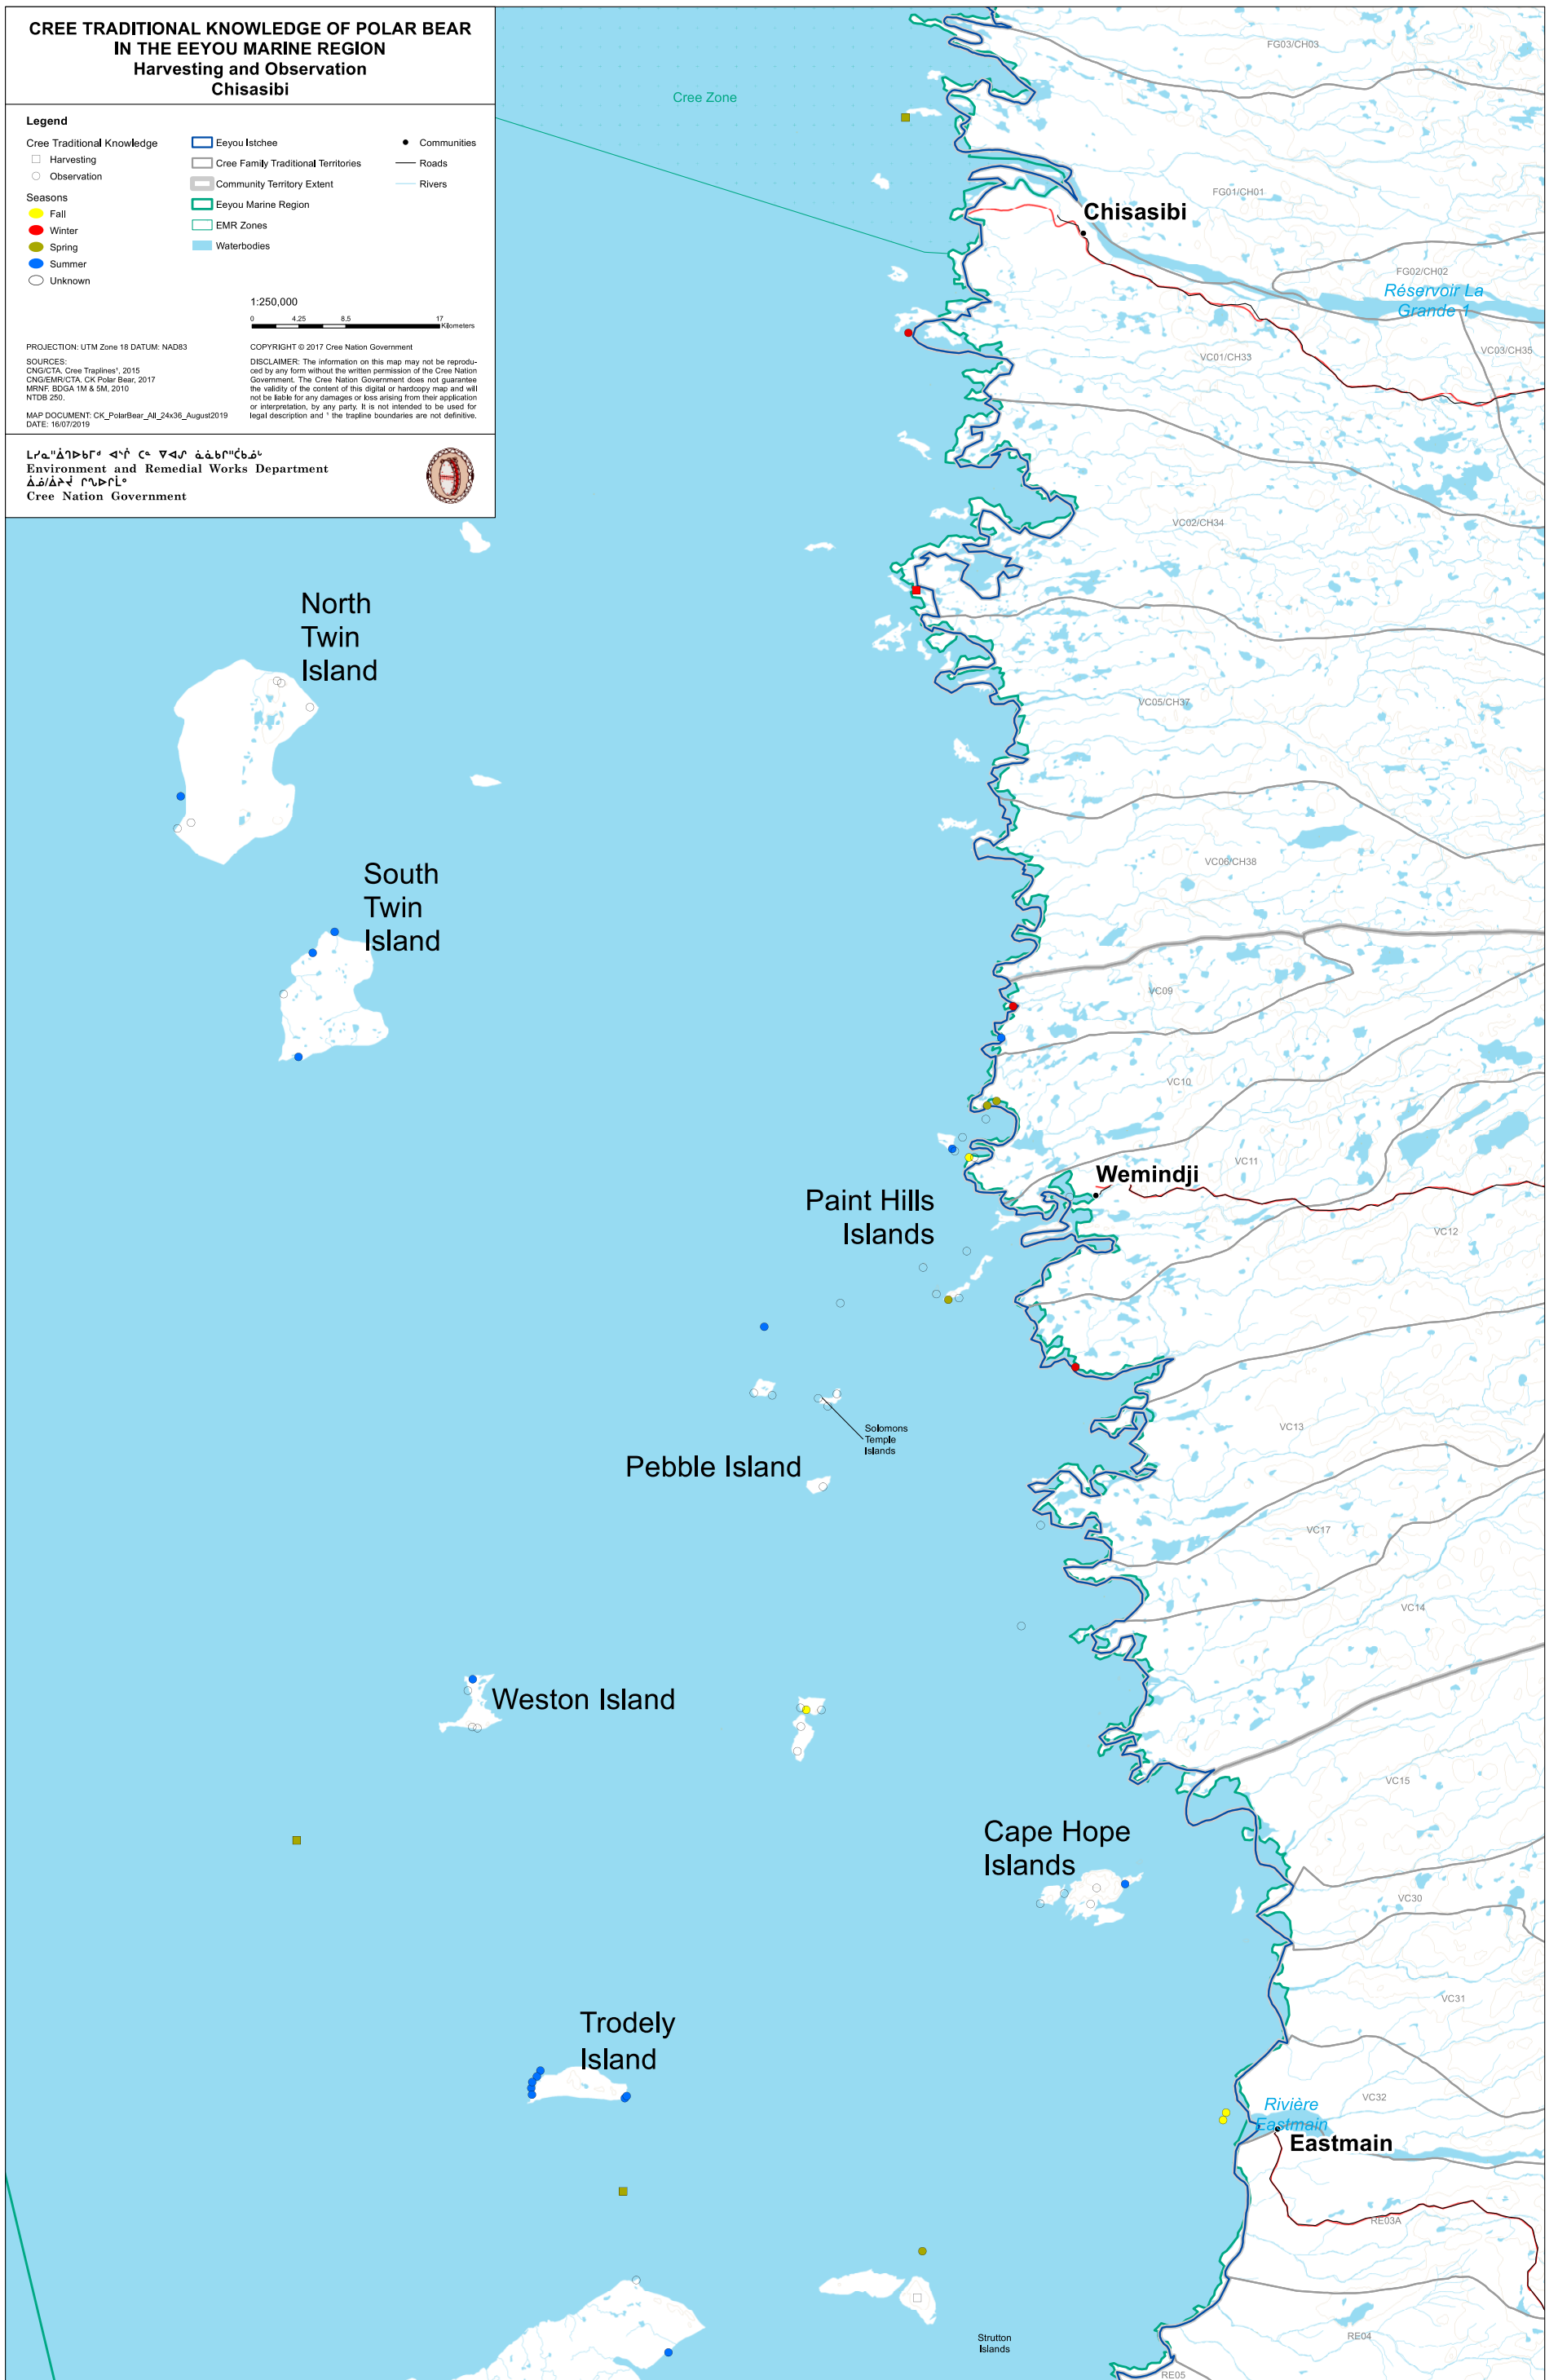 CREE TRADITIONAL KNOWLEDGE OF POLAR BEAR
IN THE EEYOU MARINE REGION
Harvesting and Observation
Chisasibi
Legend
Cree Traditional Knowledge
Harvesting
Observation
Seasons
Fall
Winter
Spring
Summer
Unknown
Eeyou Istchee
Cree Family Traditional Territories
Community Territory Extent
Eeyou Marine Region
EMR Zones
Waterbodies
Communities
Roads
Rivers
1:250,000
0 4.25 8.5 17
Kilometers
PROJECTION: UTM Zone 18 DATUM: NAD83
SOURCES:
CNG/CTA, Cree Traplines¹, 2015
CNG/EMR/CTA, CK Polar Bear, 2017
MRNF, BDGA 1M & 5M, 2010
NTDB 250.
MAP DOCUMENT: CK_PolarBear_All_24x36_August2019
DATE: 16/07/2019
COPYRIGHT © 2017 Cree Nation Government
DISCLAIMER: The information on this map may not be reprodu-
ced by any form without the written permission of the Cree Nation
Government. The Cree Nation Government does not guarantee
the validity of the content of this digital or hardcopy map and will
not be liable for any damages or loss arising from their application
or interpretation, by any party. It is not intended to be used for
legal description and ¹ the trapline boundaries are not definitive.
Environment and Remedial Works Department
Cree Nation Government
Cree Zone
FG03/CH03
FG01/CH01
Chisasibi
FG02/CH02
Réservoir La
Grande 1
VC01/CH33
VC03/CH35
VC02/CH34
North
Twin
Island
VC05/CH37
VC06/CH38
South
Twin
Island
VC09
VC10
VC11
Wemindji
Paint Hills
Islands
VC12
Solomons
Temple
Islands
VC13
Pebble Island
VC17
VC14
Weston Island
VC15
Cape Hope
Islands
VC30
VC31
Trodely
Island
VC32
Rivière
Eastmain
Eastmain
RE03A
Strutton
Islands
RE04
RE05